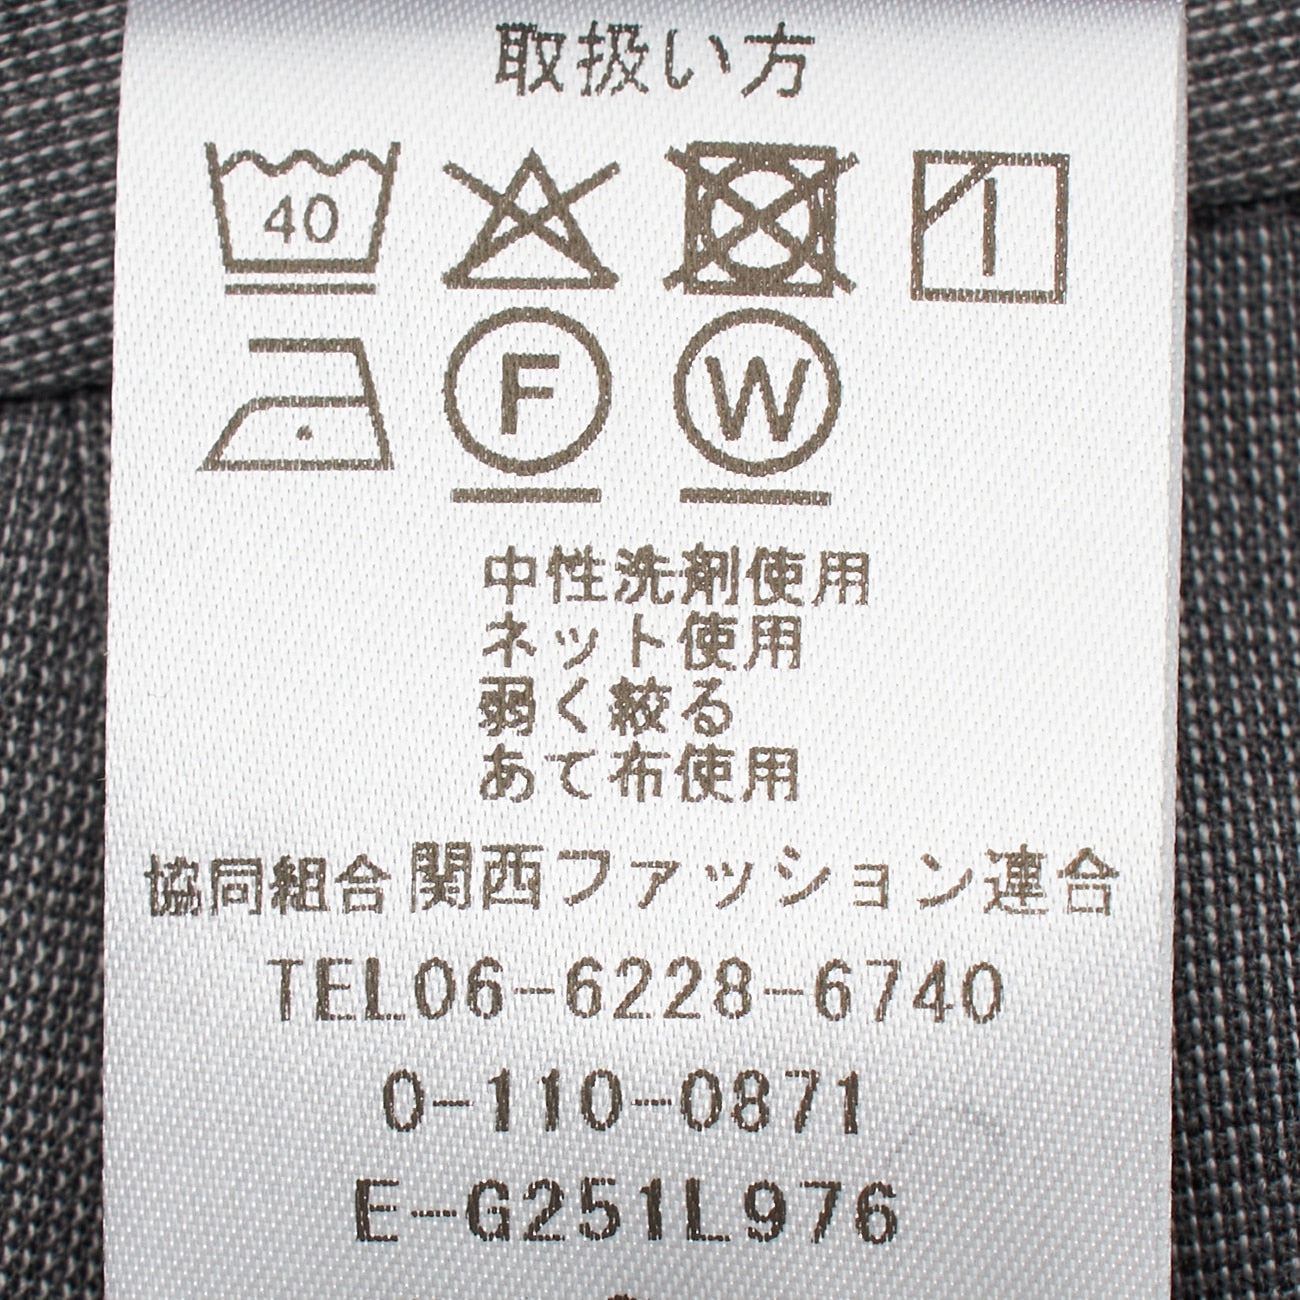 取扱い方
40
F W
中性洗剤使用
ネット使用
弱く絞る
あて布使用
協同組合 関西ファッション連合
TEL06-6228-6740
0-110-0871
E-G251L976